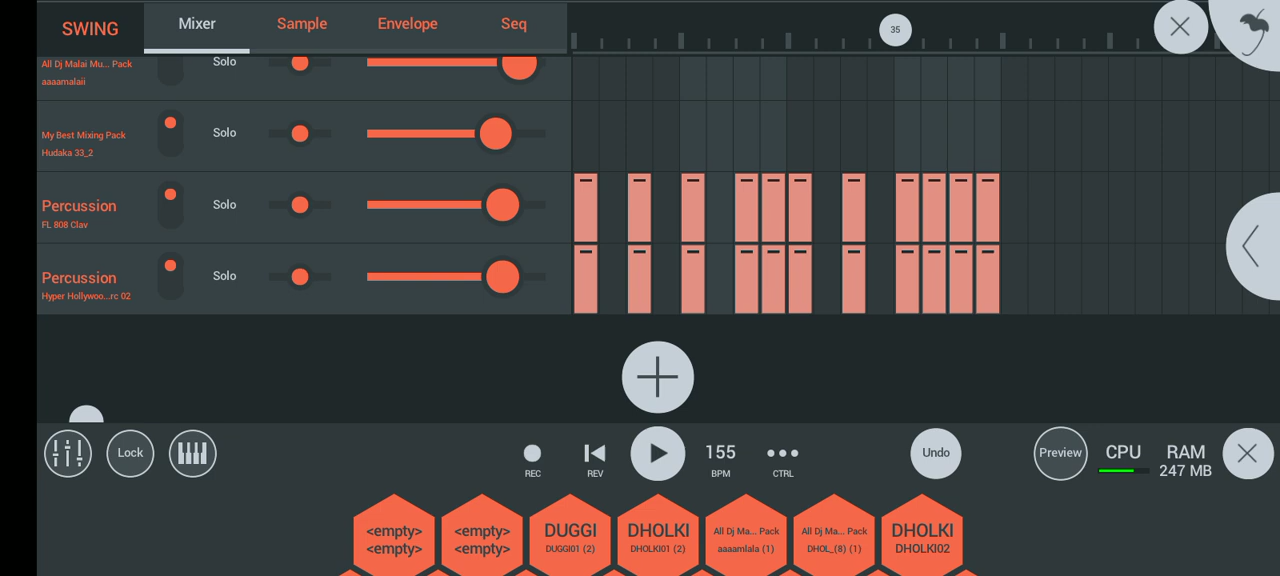 SWING
Mixer
Sample
Envelope
Seq
35
All Dj Malai Mu... Pack
aaaamalaii
Solo
My Best Mixing Pack
Hudaka 33_2
Solo
Percussion
FL 808 Clav
Solo
Percussion
Hyper Hollywoo...rc 02
Solo
Lock
REC
REV
155
BPM
CTRL
Undo
Preview
CPU
RAM
247 MB
<empty>
<empty>
<empty>
<empty>
DUGGI
DUGGI01 (2)
DHOLKI
DHOLKI01 (2)
All Dj Ma... Pack
aaaamlala (1)
All Dj Ma... Pack
DHOL_(8) (1)
DHOLKI
DHOLKI02